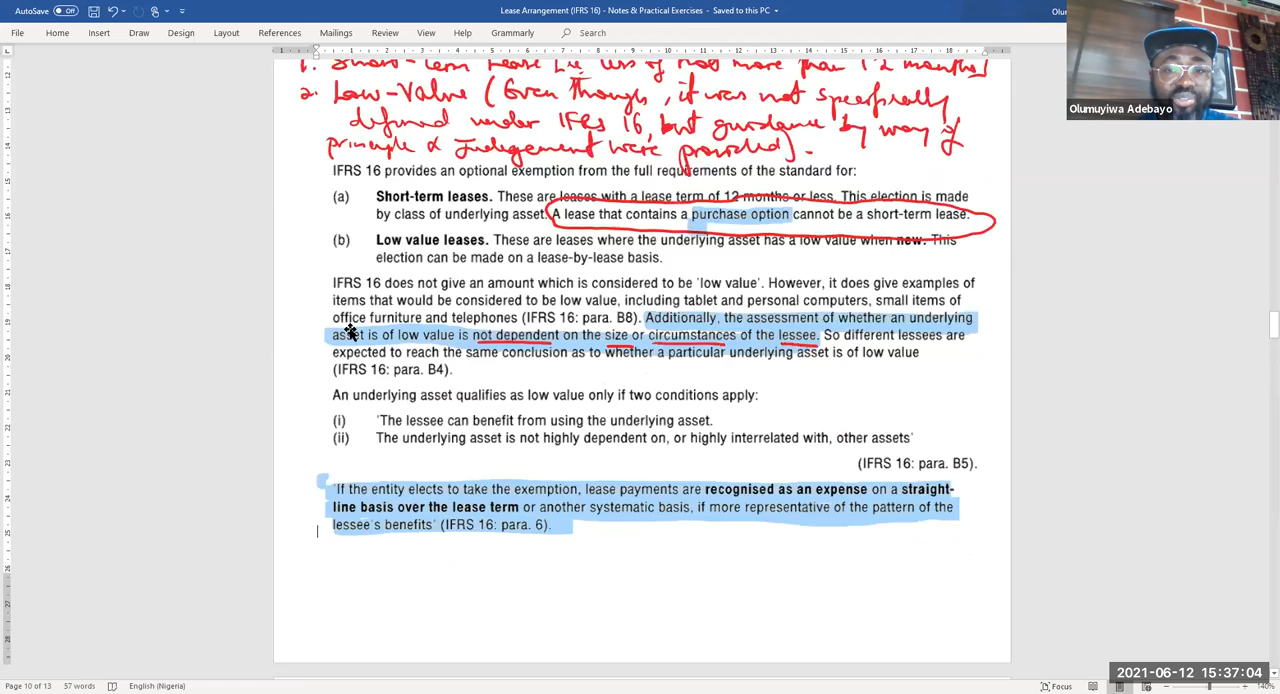 AutoSave Off
Lease Arrangement (IFRS 16) - Notes & Practical Exercises - Saved to this PC
Olun
File Home Insert Draw Design Layout References Mailings Review View Help Grammarly Search
1. Short-term Lease (i.e. less of not more than 12 months)
2. Low-Value (Even Though, it was not specifically
defined under IFRS 16, but guidance by way of
principle & Judgement were provided).
IFRS 16 provides an optional exemption from the full requirements of the standard for:
(a) Short-term leases. These are leases with a lease term of 12 months or less. This election is made
by class of underlying asset. A lease that contains a purchase option cannot be a short-term lease.
(b) Low value leases. These are leases where the underlying asset has a low value when new. This
election can be made on a lease-by-lease basis.
IFRS 16 does not give an amount which is considered to be 'low value'. However, it does give examples of
items that would be considered to be low value, including tablet and personal computers, small items of
office furniture and telephones (IFRS 16: para. B8). Additionally, the assessment of whether an underlying
asset is of low value is not dependent on the size or circumstances of the lessee. So different lessees are
expected to reach the same conclusion as to whether a particular underlying asset is of low value
(IFRS 16: para. B4).
An underlying asset qualifies as low value only if two conditions apply:
(i) 'The lessee can benefit from using the underlying asset.
(ii) The underlying asset is not highly dependent on, or highly interrelated with, other assets'
(IFRS 16: para. B5).
'If the entity elects to take the exemption, lease payments are recognised as an expense on a straight-
line basis over the lease term or another systematic basis, if more representative of the pattern of the
lessee's benefits' (IFRS 16: para. 6).
Olumuyiwa Adebayo
Page 10 of 13 57 words English (Nigeria) Focus 140%
2021-06-12 15:37:04